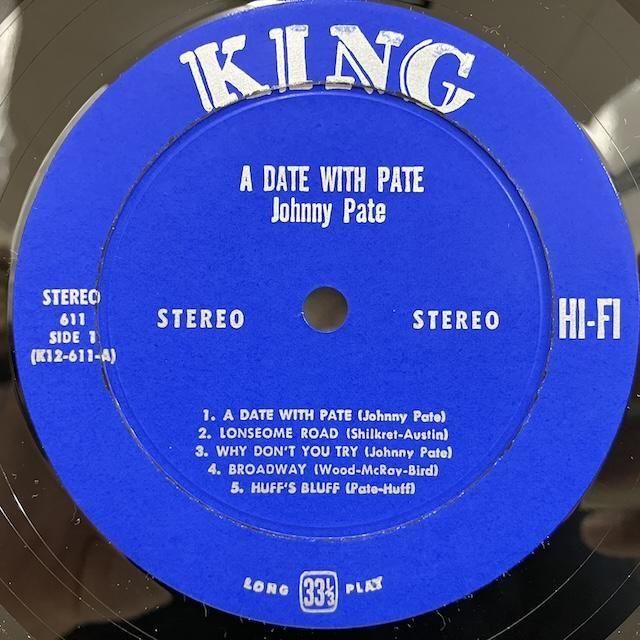 KING
A DATE WITH PATE
Johnny Pate
STEREO
611
SIDE 1
(K12-611-A)
STEREO
STEREO
HI-FI
1. A DATE WITH PATE (Johnny Pate)
2. LONSEOME ROAD (Shilkret-Austin)
3. WHY DON'T YOU TRY (Johnny Pate)
4. BROADWAY (Wood-McRay-Bird)
5. HUFF'S BLUFF (Pate-Huff)
LONG 33⅓ PLAY